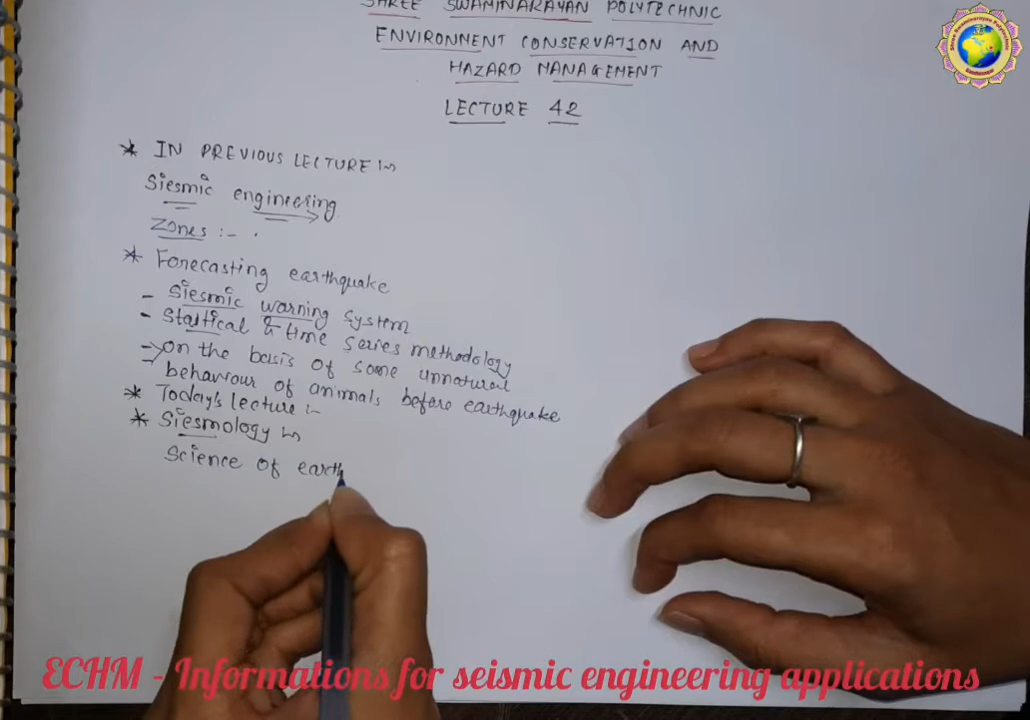 SHREE SWAMINARAYAN POLYTECHNIC
ENVIRONMENT CONSERVATION AND
HAZARD MANAGEMENT
LECTURE 42
* IN PREVIOUS LECTURE :~
Siesmic engineering
Zones :-
* Forecasting earthquake
- Siesmic warning system
- Stastical & time series methodology
-> on the basis of some unnatural
behaviour of animals before earthquake
* Today's lecture :~
* Siesmology :~
Science of earth
ECHM - Informations for seismic engineering applications